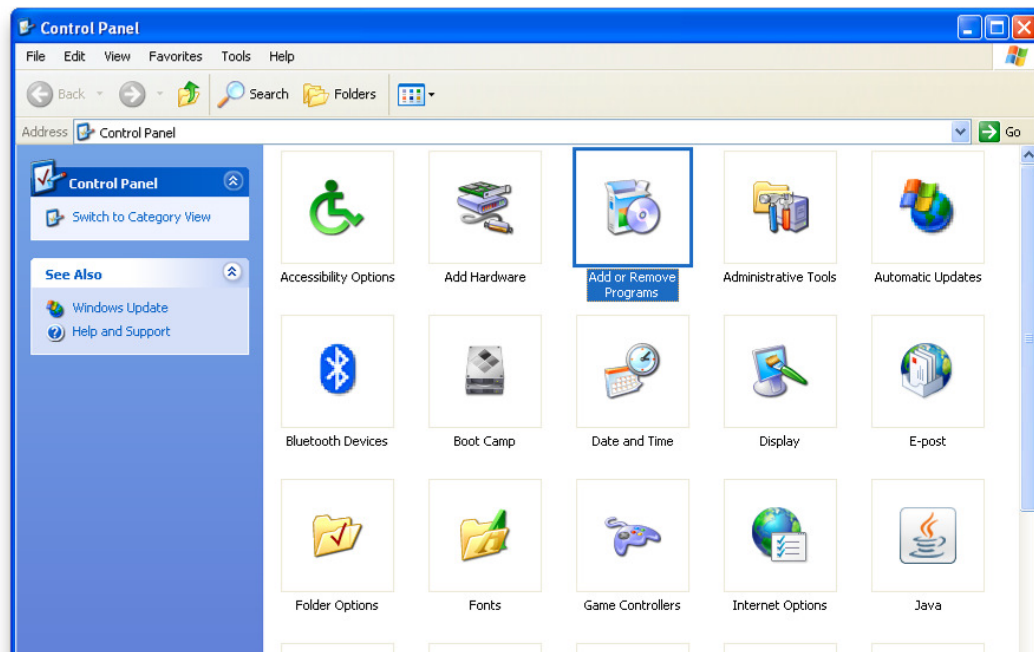 Control Panel
File Edit View Favorites Tools Help
Back Search Folders
Address Control Panel Go
Control Panel
Switch to Category View
See Also
Windows Update
Help and Support
Accessibility Options Add Hardware Add or Remove Programs Administrative Tools Automatic Updates
Bluetooth Devices Boot Camp Date and Time Display E-post
Folder Options Fonts Game Controllers Internet Options Java